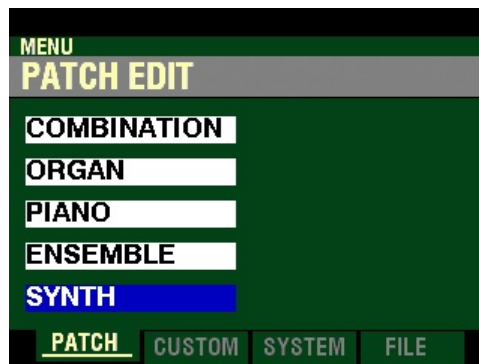 MENU
PATCH EDIT
COMBINATION
ORGAN
PIANO
ENSEMBLE
SYNTH
PATCH CUSTOM SYSTEM FILE